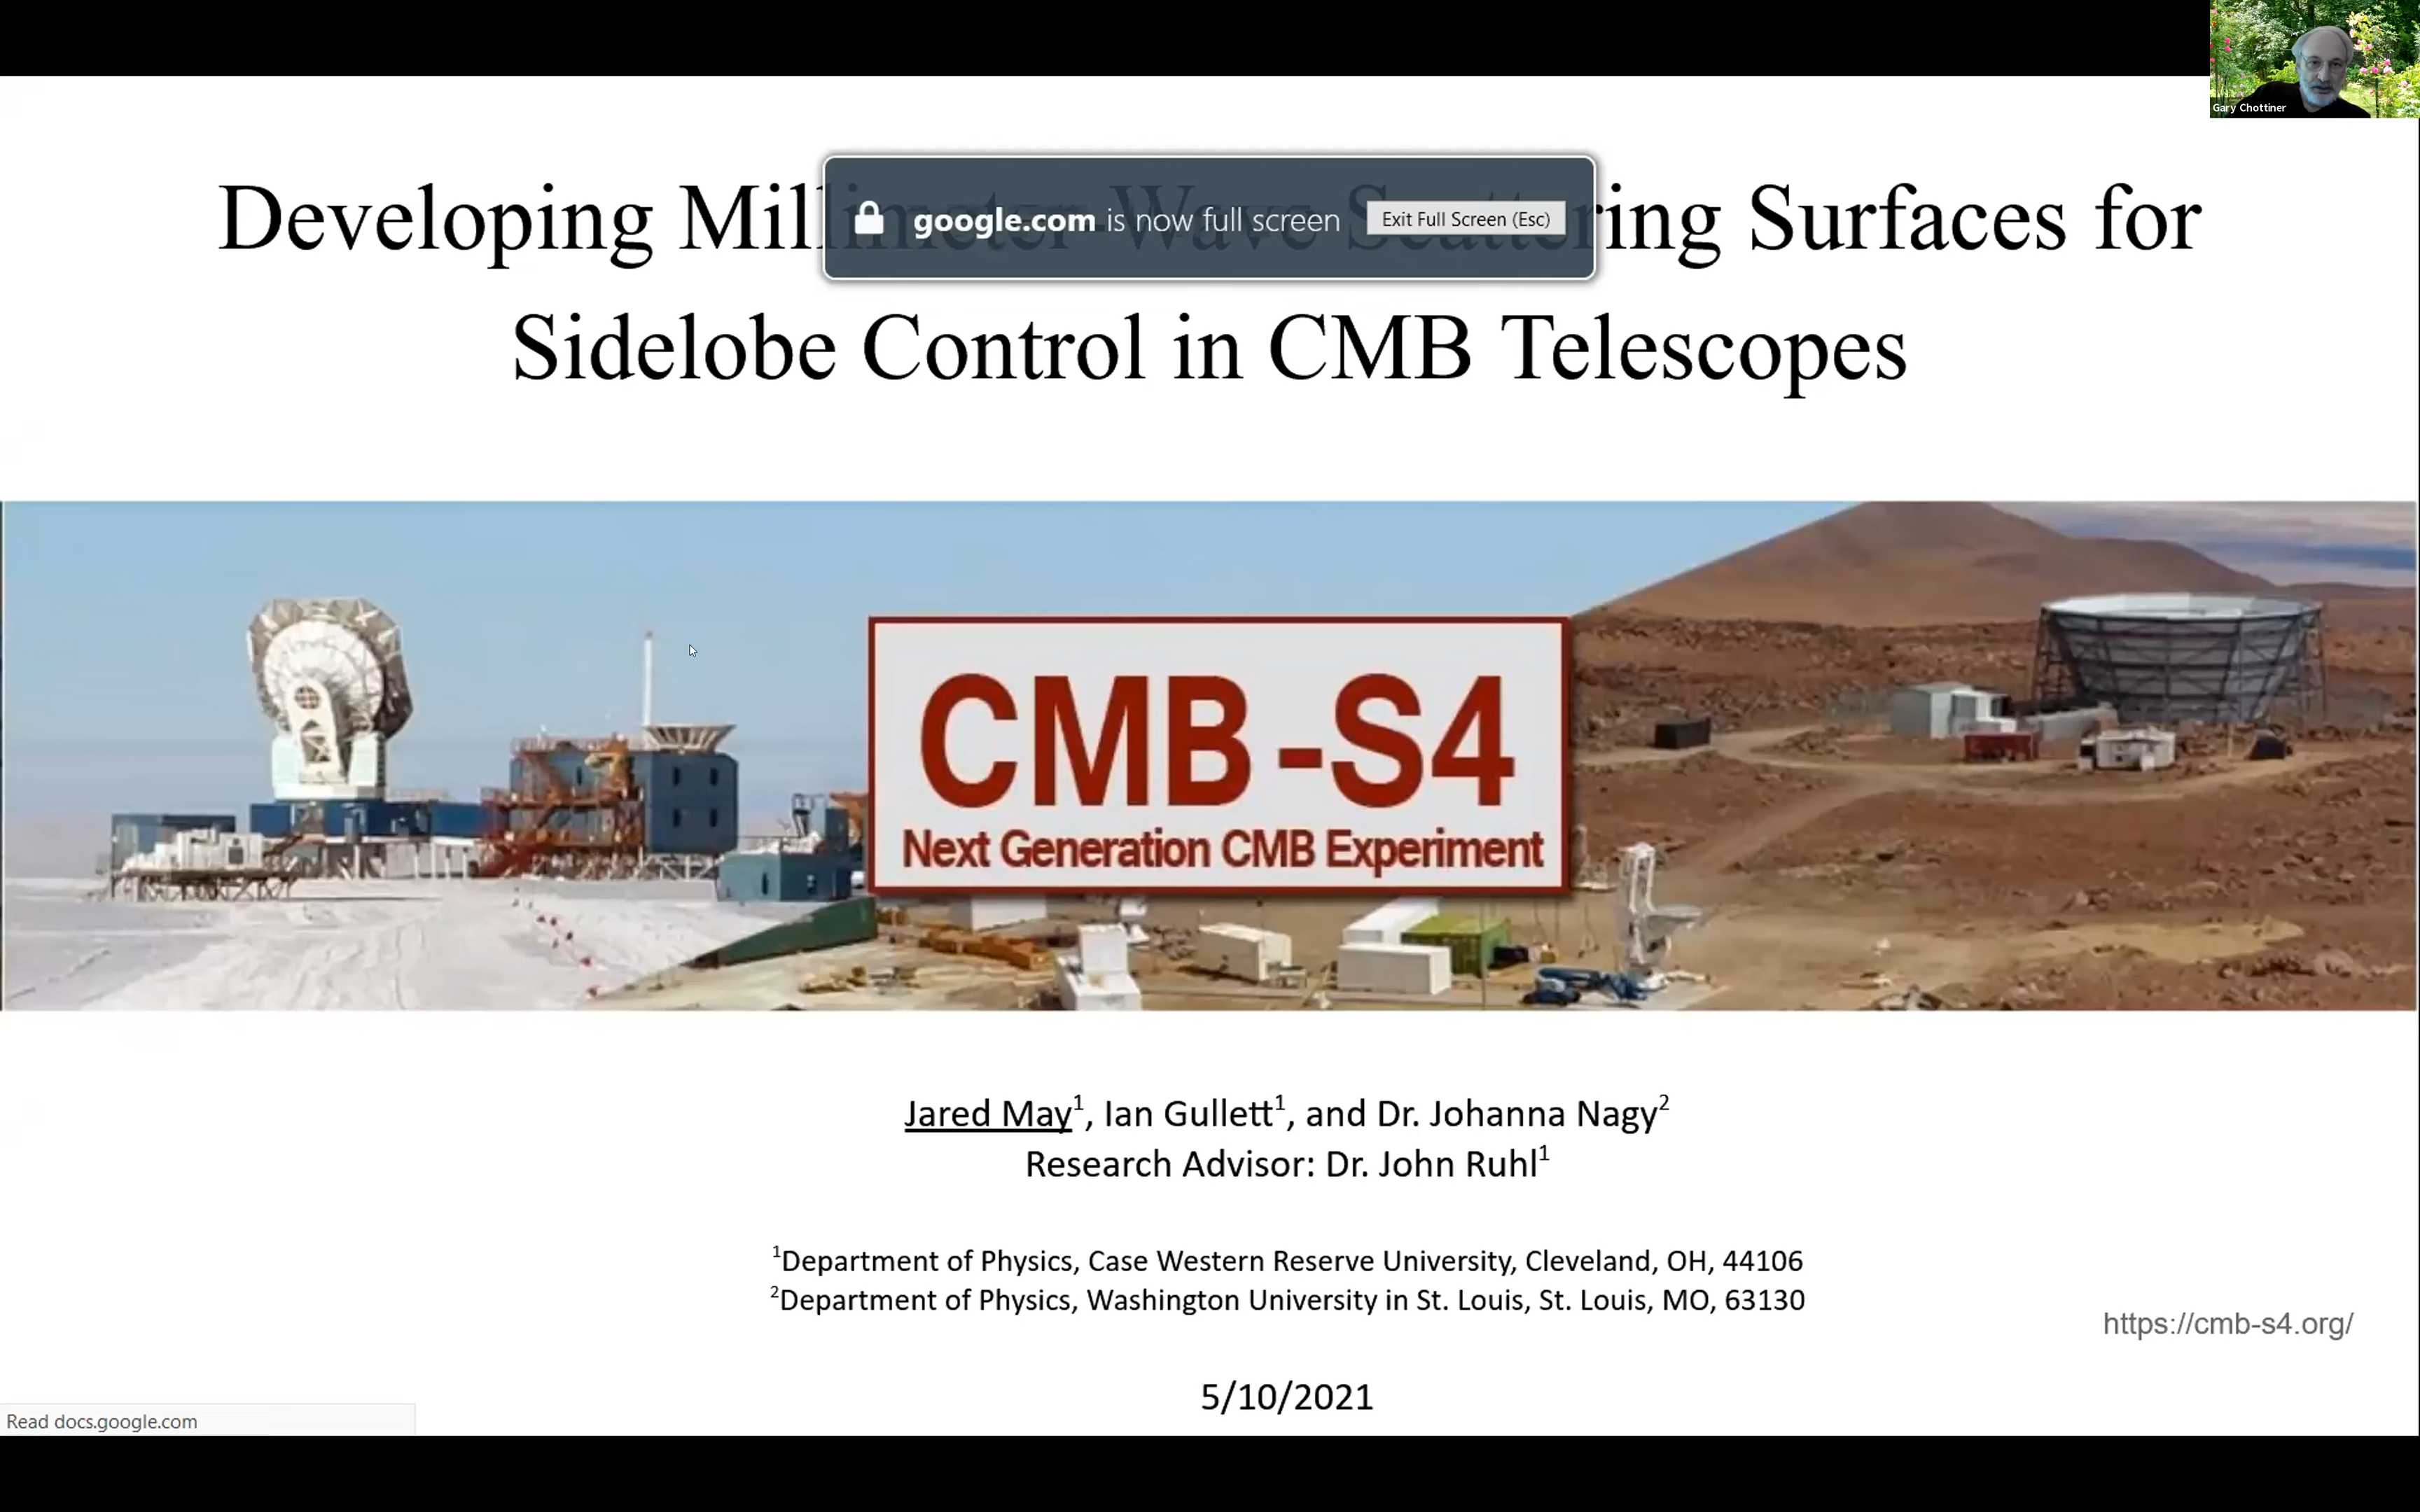 Gary Chottiner
Developing Millimeter-Wave Scattering Surfaces for
google.com is now full screen
Exit Full Screen (Esc)
Sidelobe Control in CMB Telescopes
CMB-S4
Next Generation CMB Experiment
Jared May1, Ian Gullett1, and Dr. Johanna Nagy2
Research Advisor: Dr. John Ruhl1
1Department of Physics, Case Western Reserve University, Cleveland, OH, 44106
2Department of Physics, Washington University in St. Louis, St. Louis, MO, 63130
https://cmb-s4.org/
5/10/2021
Read docs.google.com